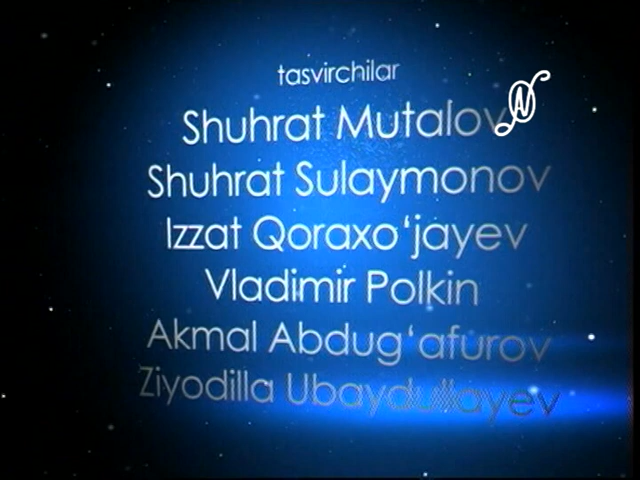 tasvirchilar
Shuhrat Mutalov
Shuhrat Sulaymonov
Izzat Qoraxo‘jayev
Vladimir Polkin
Akmal Abdug‘afurov
Ziyodilla Ubaydullayev